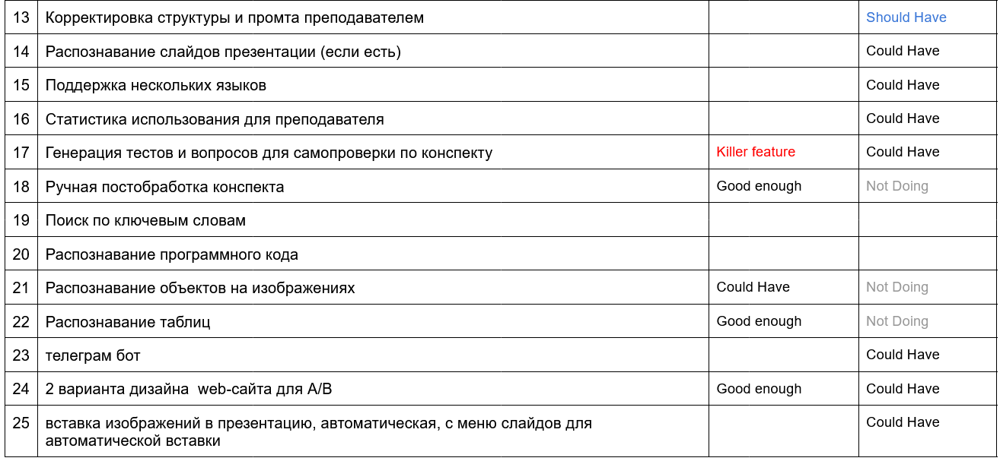 13 Корректировка структуры и промта преподавателем Should Have
14 Распознавание слайдов презентации (если есть) Could Have
15 Поддержка нескольких языков Could Have
16 Статистика использования для преподавателя Could Have
17 Генерация тестов и вопросов для самопроверки по конспекту Killer feature Could Have
18 Ручная постобработка конспекта Good enough Not Doing
19 Поиск по ключевым словам
20 Распознавание программного кода
21 Распознавание объектов на изображениях Could Have Not Doing
22 Распознавание таблиц Good enough Not Doing
23 телеграм бот Could Have
24 2 варианта дизайна  web-сайта для A/B Good enough Could Have
25 вставка изображений в презентацию, автоматическая, с меню слайдов для Could Have
автоматической вставки